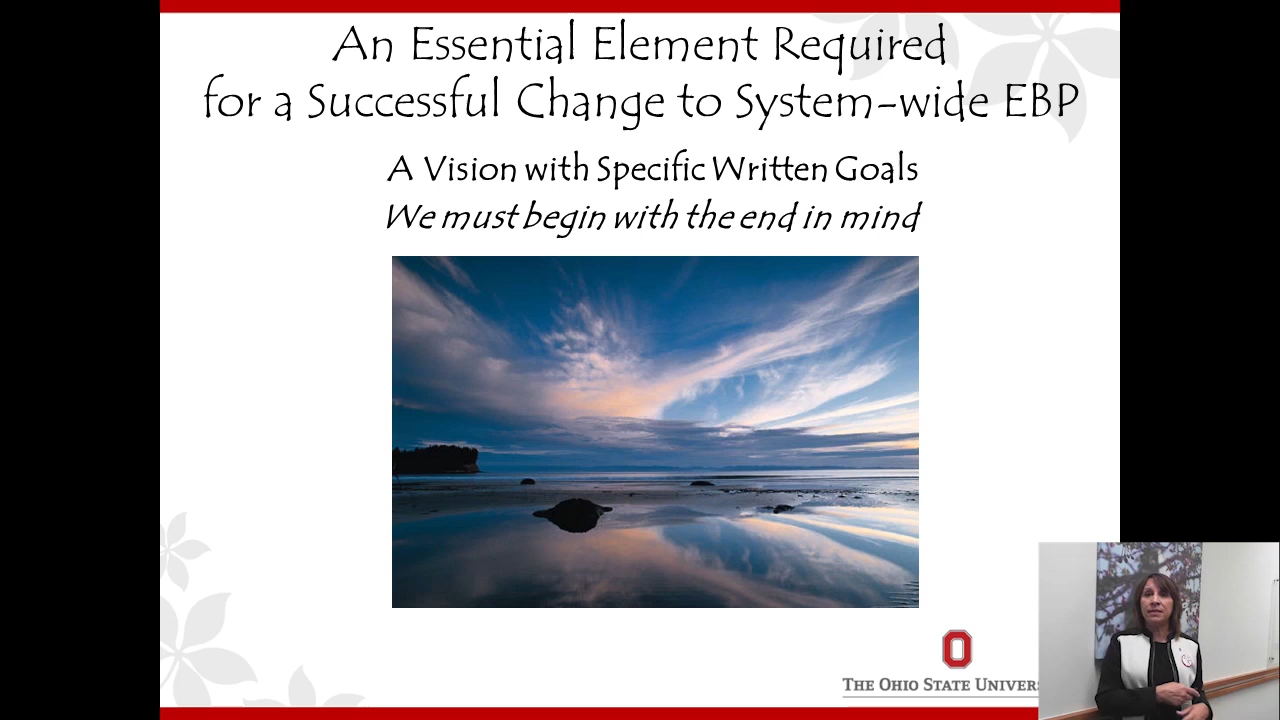 An Essential Element Required
for a Successful Change to System-wide EBP
A Vision with Specific Written Goals
We must begin with the end in mind
THE OHIO STATE